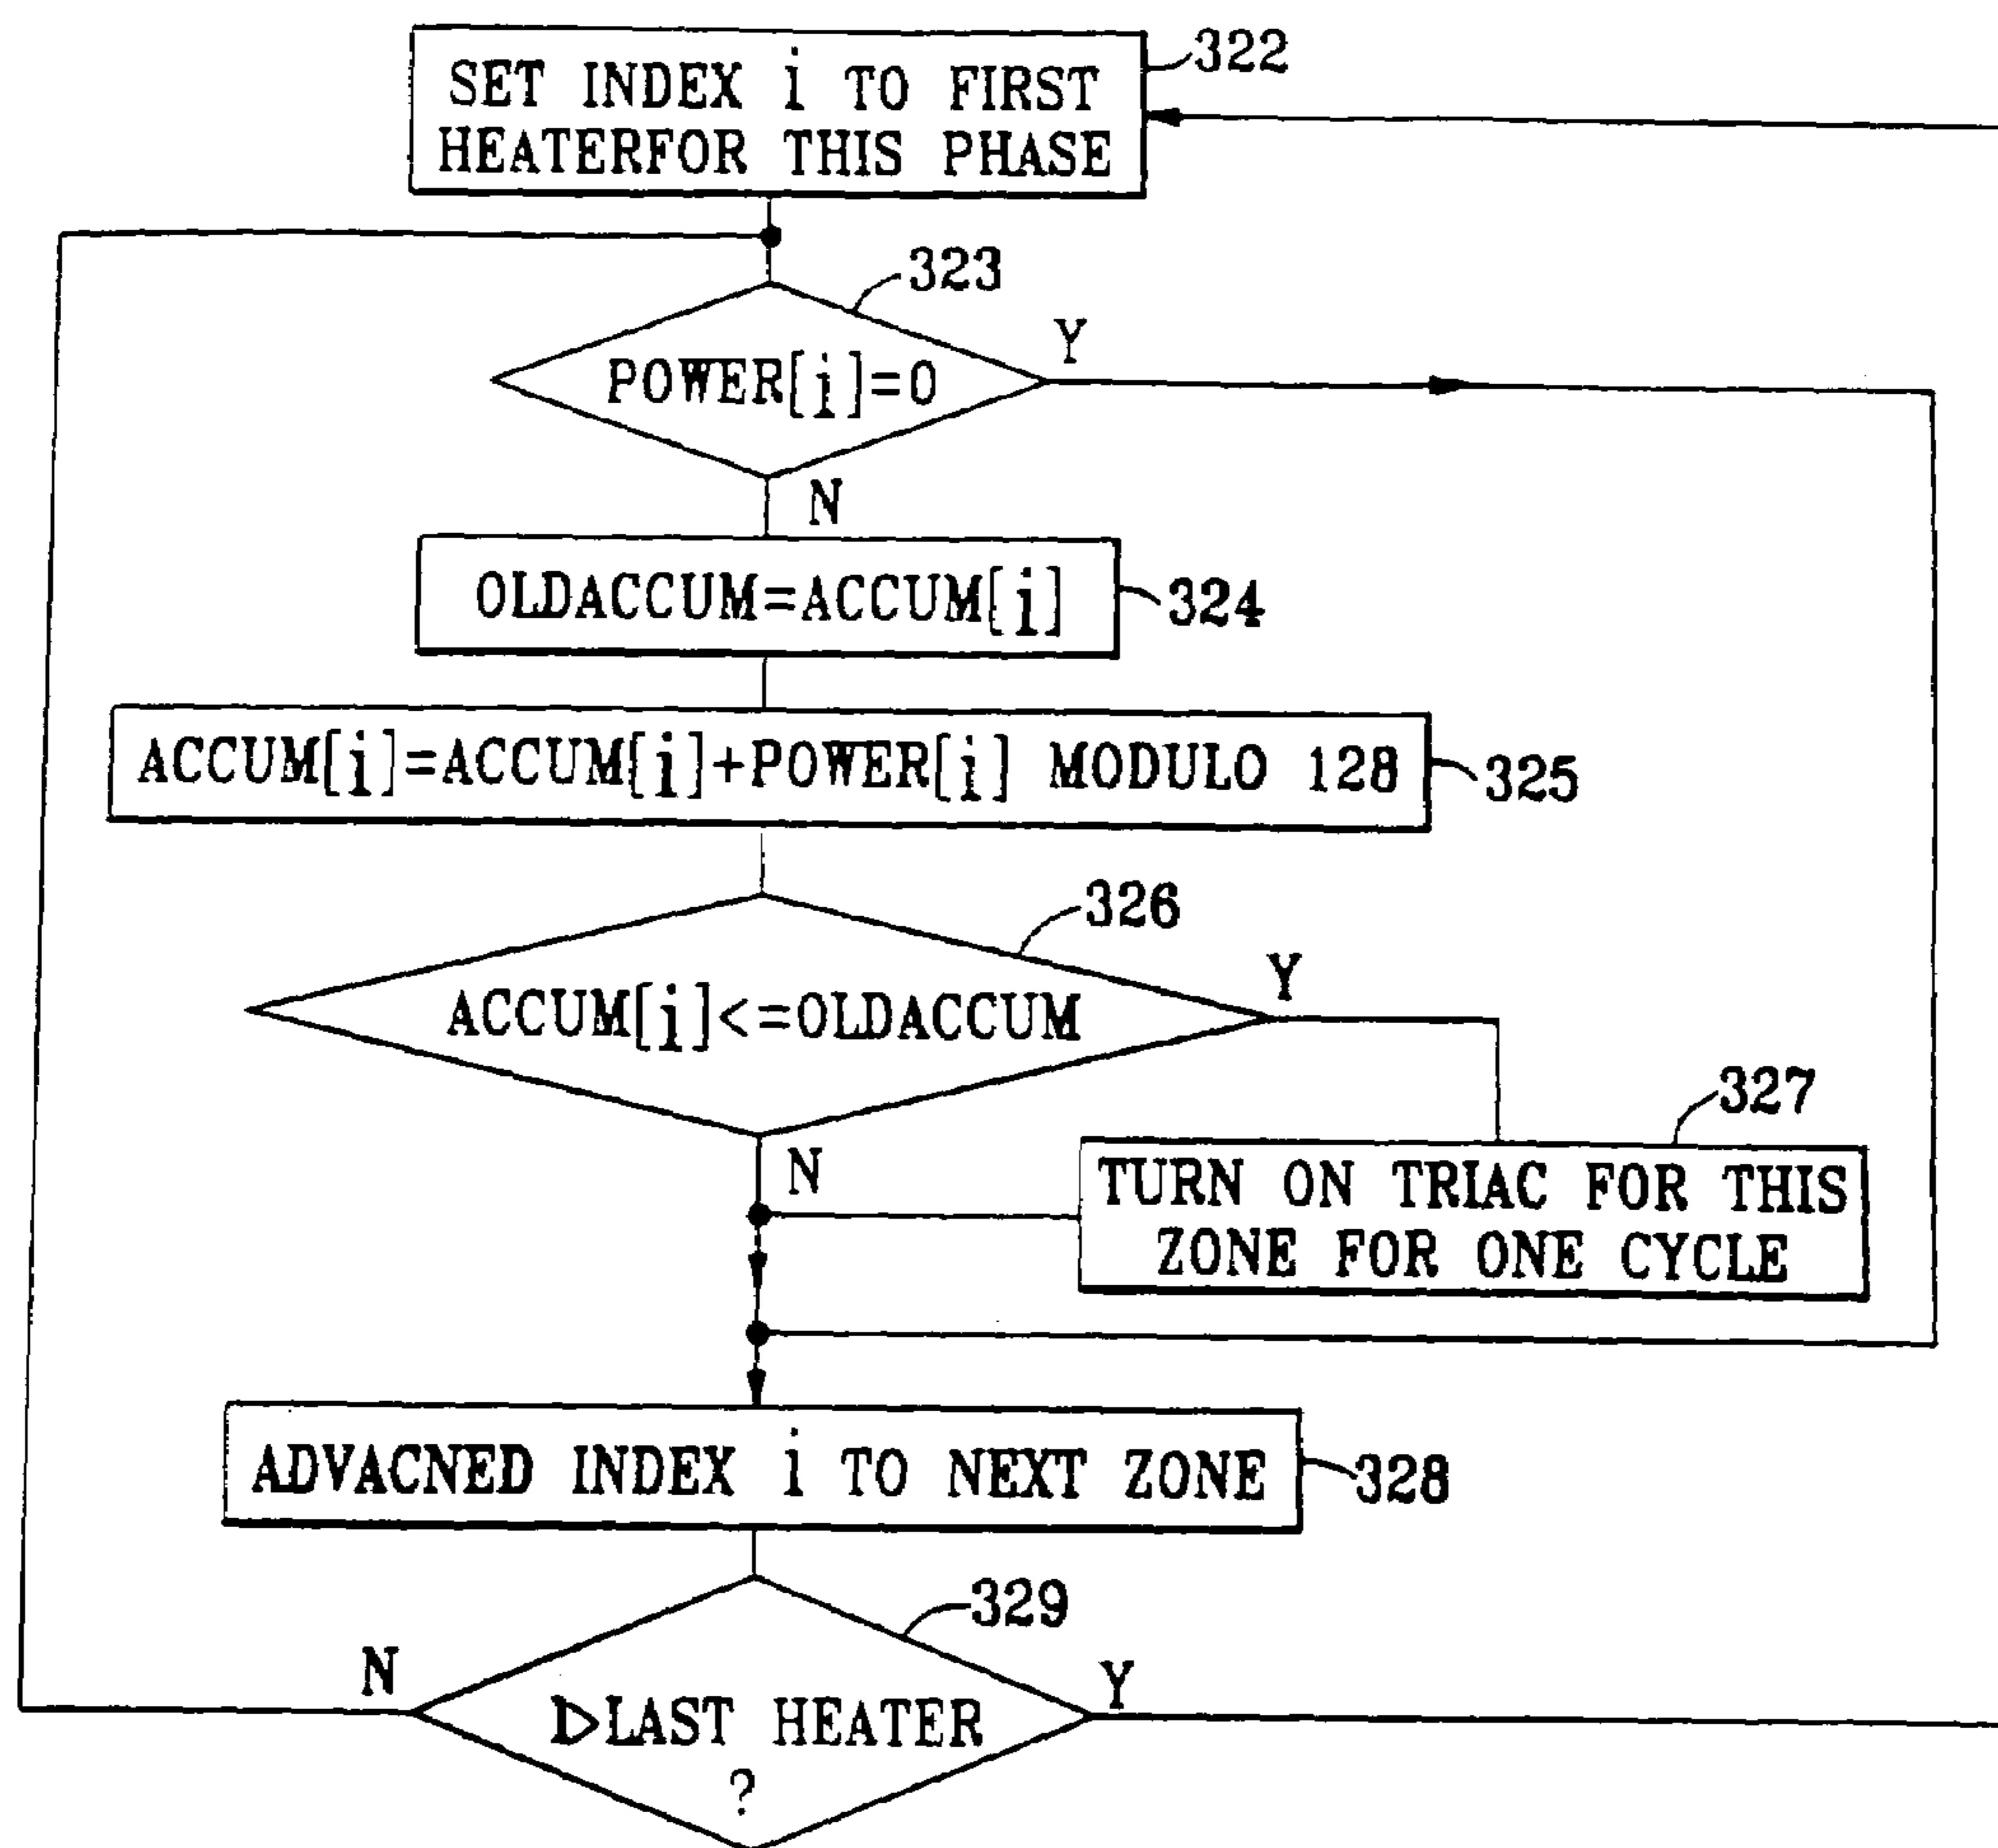 SET INDEX i TO FIRST
HEATERFOR THIS PHASE
322
323
POWER[i]=0
Y
N
OLDACCUM=ACCUM[i]
324
ACCUM[i]=ACCUM[i]+POWER[i] MODULO 128
325
326
ACCUM[i]<=OLDACCUM
Y
N
327
TURN ON TRIAC FOR THIS
ZONE FOR ONE CYCLE
ADVACNED INDEX i TO NEXT ZONE
328
329
N
I>LAST HEATER
?
Y